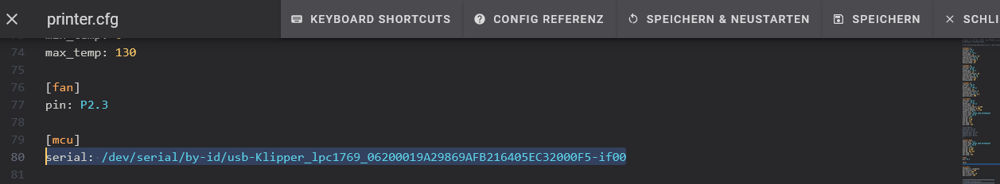 printer.cfg KEYBOARD SHORTCUTS CONFIG REFERENZ SPEICHERN & NEUSTARTEN SPEICHERN SCHLI
74 max_temp: 130
75
76 [fan]
77 pin: P2.3
78
79 [mcu]
80 serial: /dev/serial/by-id/usb-Klipper_lpc1769_06200019A29869AFB216405EC32000F5-if00
81